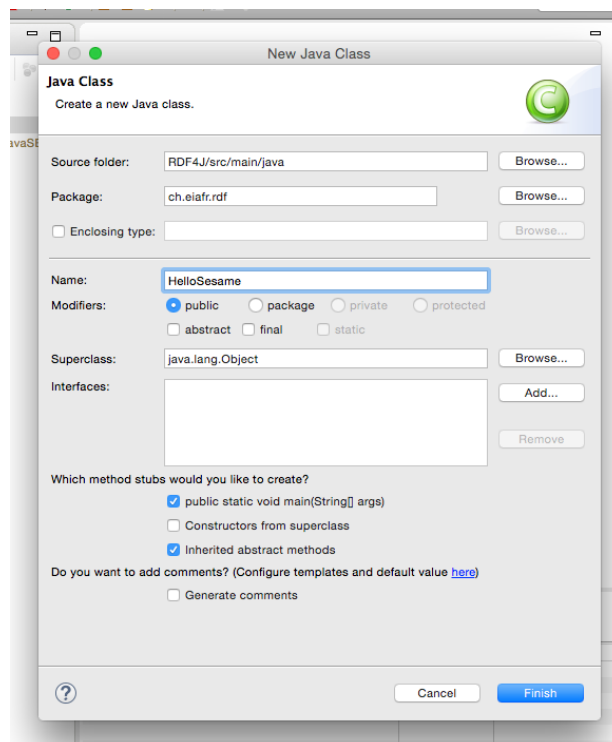 New Java Class
Java Class
Create a new Java class.
avaSE
Source folder: RDF4J/src/main/java Browse...
Package: ch.eiafr.rdf Browse...
Enclosing type: Browse...
Name: HelloSesame
Modifiers: public package private protected
abstract final static
Superclass: java.lang.Object Browse...
Interfaces: Add...
Remove
Which method stubs would you like to create?
public static void main(String[] args)
Constructors from superclass
Inherited abstract methods
Do you want to add comments? (Configure templates and default value here)
Generate comments
? Cancel Finish